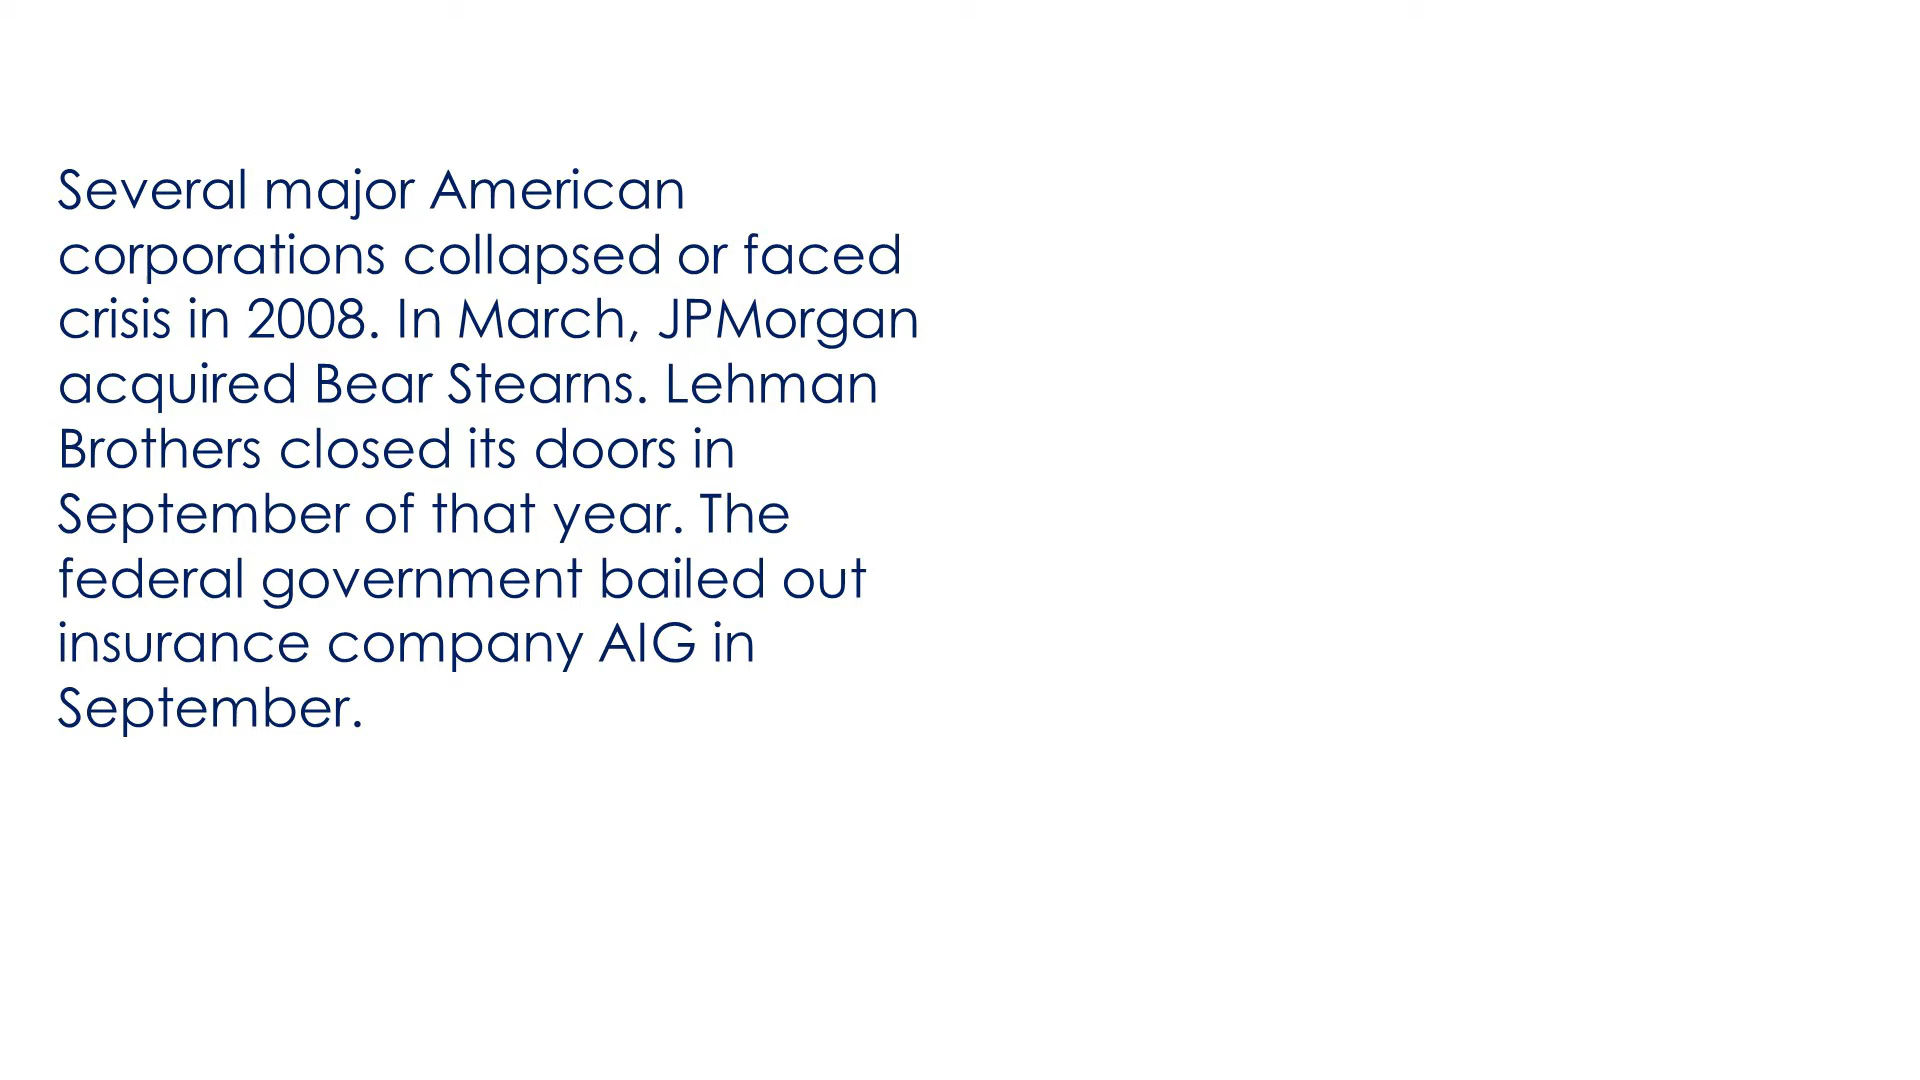 Several major American
corporations collapsed or faced
crisis in 2008. In March, JPMorgan
acquired Bear Stearns. Lehman
Brothers closed its doors in
September of that year. The
federal government bailed out
insurance company AIG in
September.